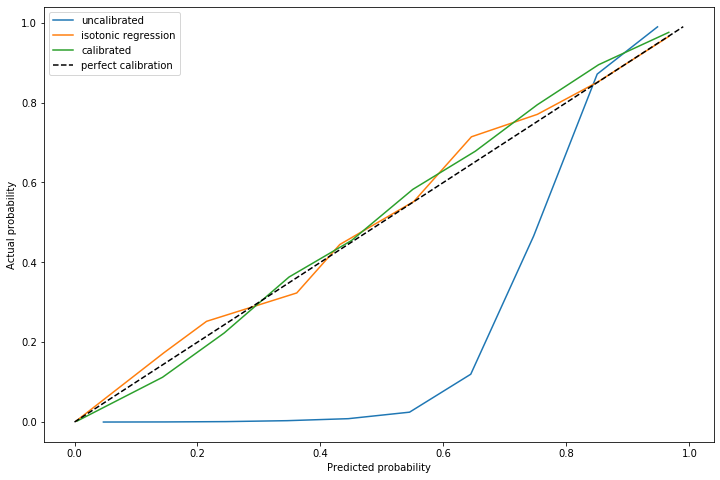 uncalibrated
isotonic regression
calibrated
perfect calibration
1.0
0.8
0.6
0.4
0.2
0.0
Actual probability
0.0 0.2 0.4 0.6 0.8 1.0
Predicted probability